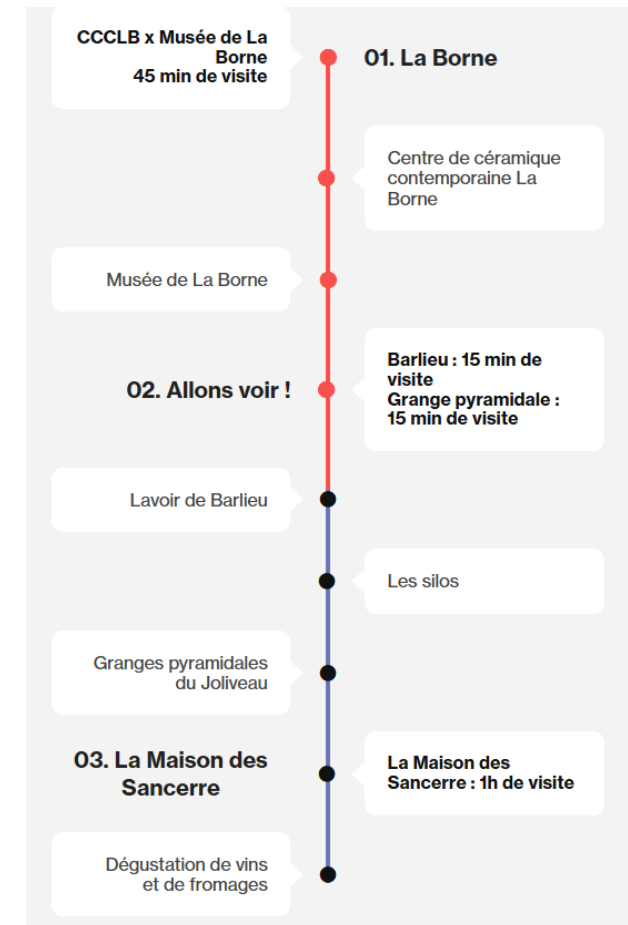 CCCLB x Musée de La
Borne
45 min de visite
01. La Borne
Centre de céramique
contemporaine La
Borne
Musée de La Borne
02. Allons voir !
Barlieu : 15 min de
visite
Grange pyramidale :
15 min de visite
Lavoir de Barlieu
Les silos
Granges pyramidales
du Joliveau
03. La Maison des
Sancerre
La Maison des
Sancerre : 1h de visite
Dégustation de vins
et de fromages